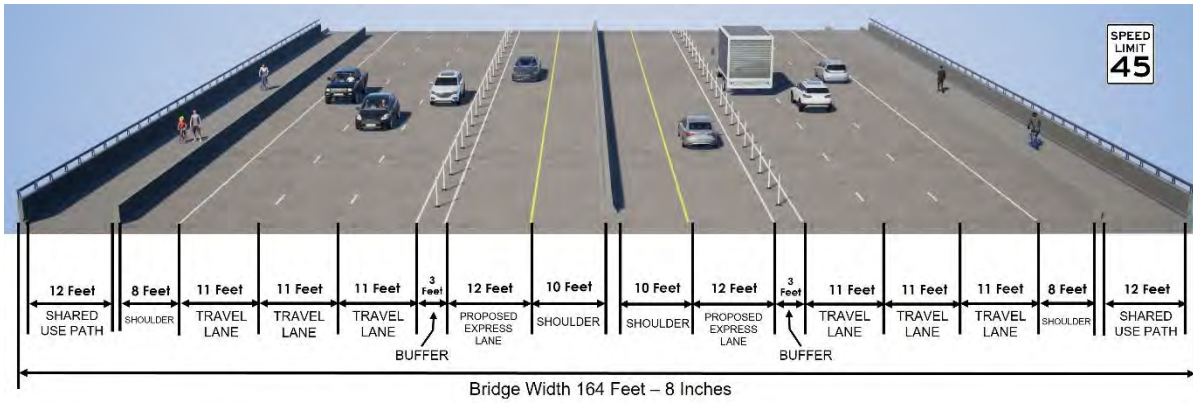 SPEED
LIMIT
45
12 Feet
SHARED
USE PATH
8 Feet
SHOULDER
11 Feet
TRAVEL
LANE
11 Feet
TRAVEL
LANE
11 Feet
TRAVEL
LANE
3
Feet
BUFFER
12 Feet
PROPOSED
EXPRESS
LANE
10 Feet
SHOULDER
10 Feet
SHOULDER
12 Feet
PROPOSED
EXPRESS
LANE
3
Feet
BUFFER
11 Feet
TRAVEL
LANE
11 Feet
TRAVEL
LANE
11 Feet
TRAVEL
LANE
8 Feet
SHOULDER
12 Feet
SHARED
USE PATH
Bridge Width 164 Feet – 8 Inches